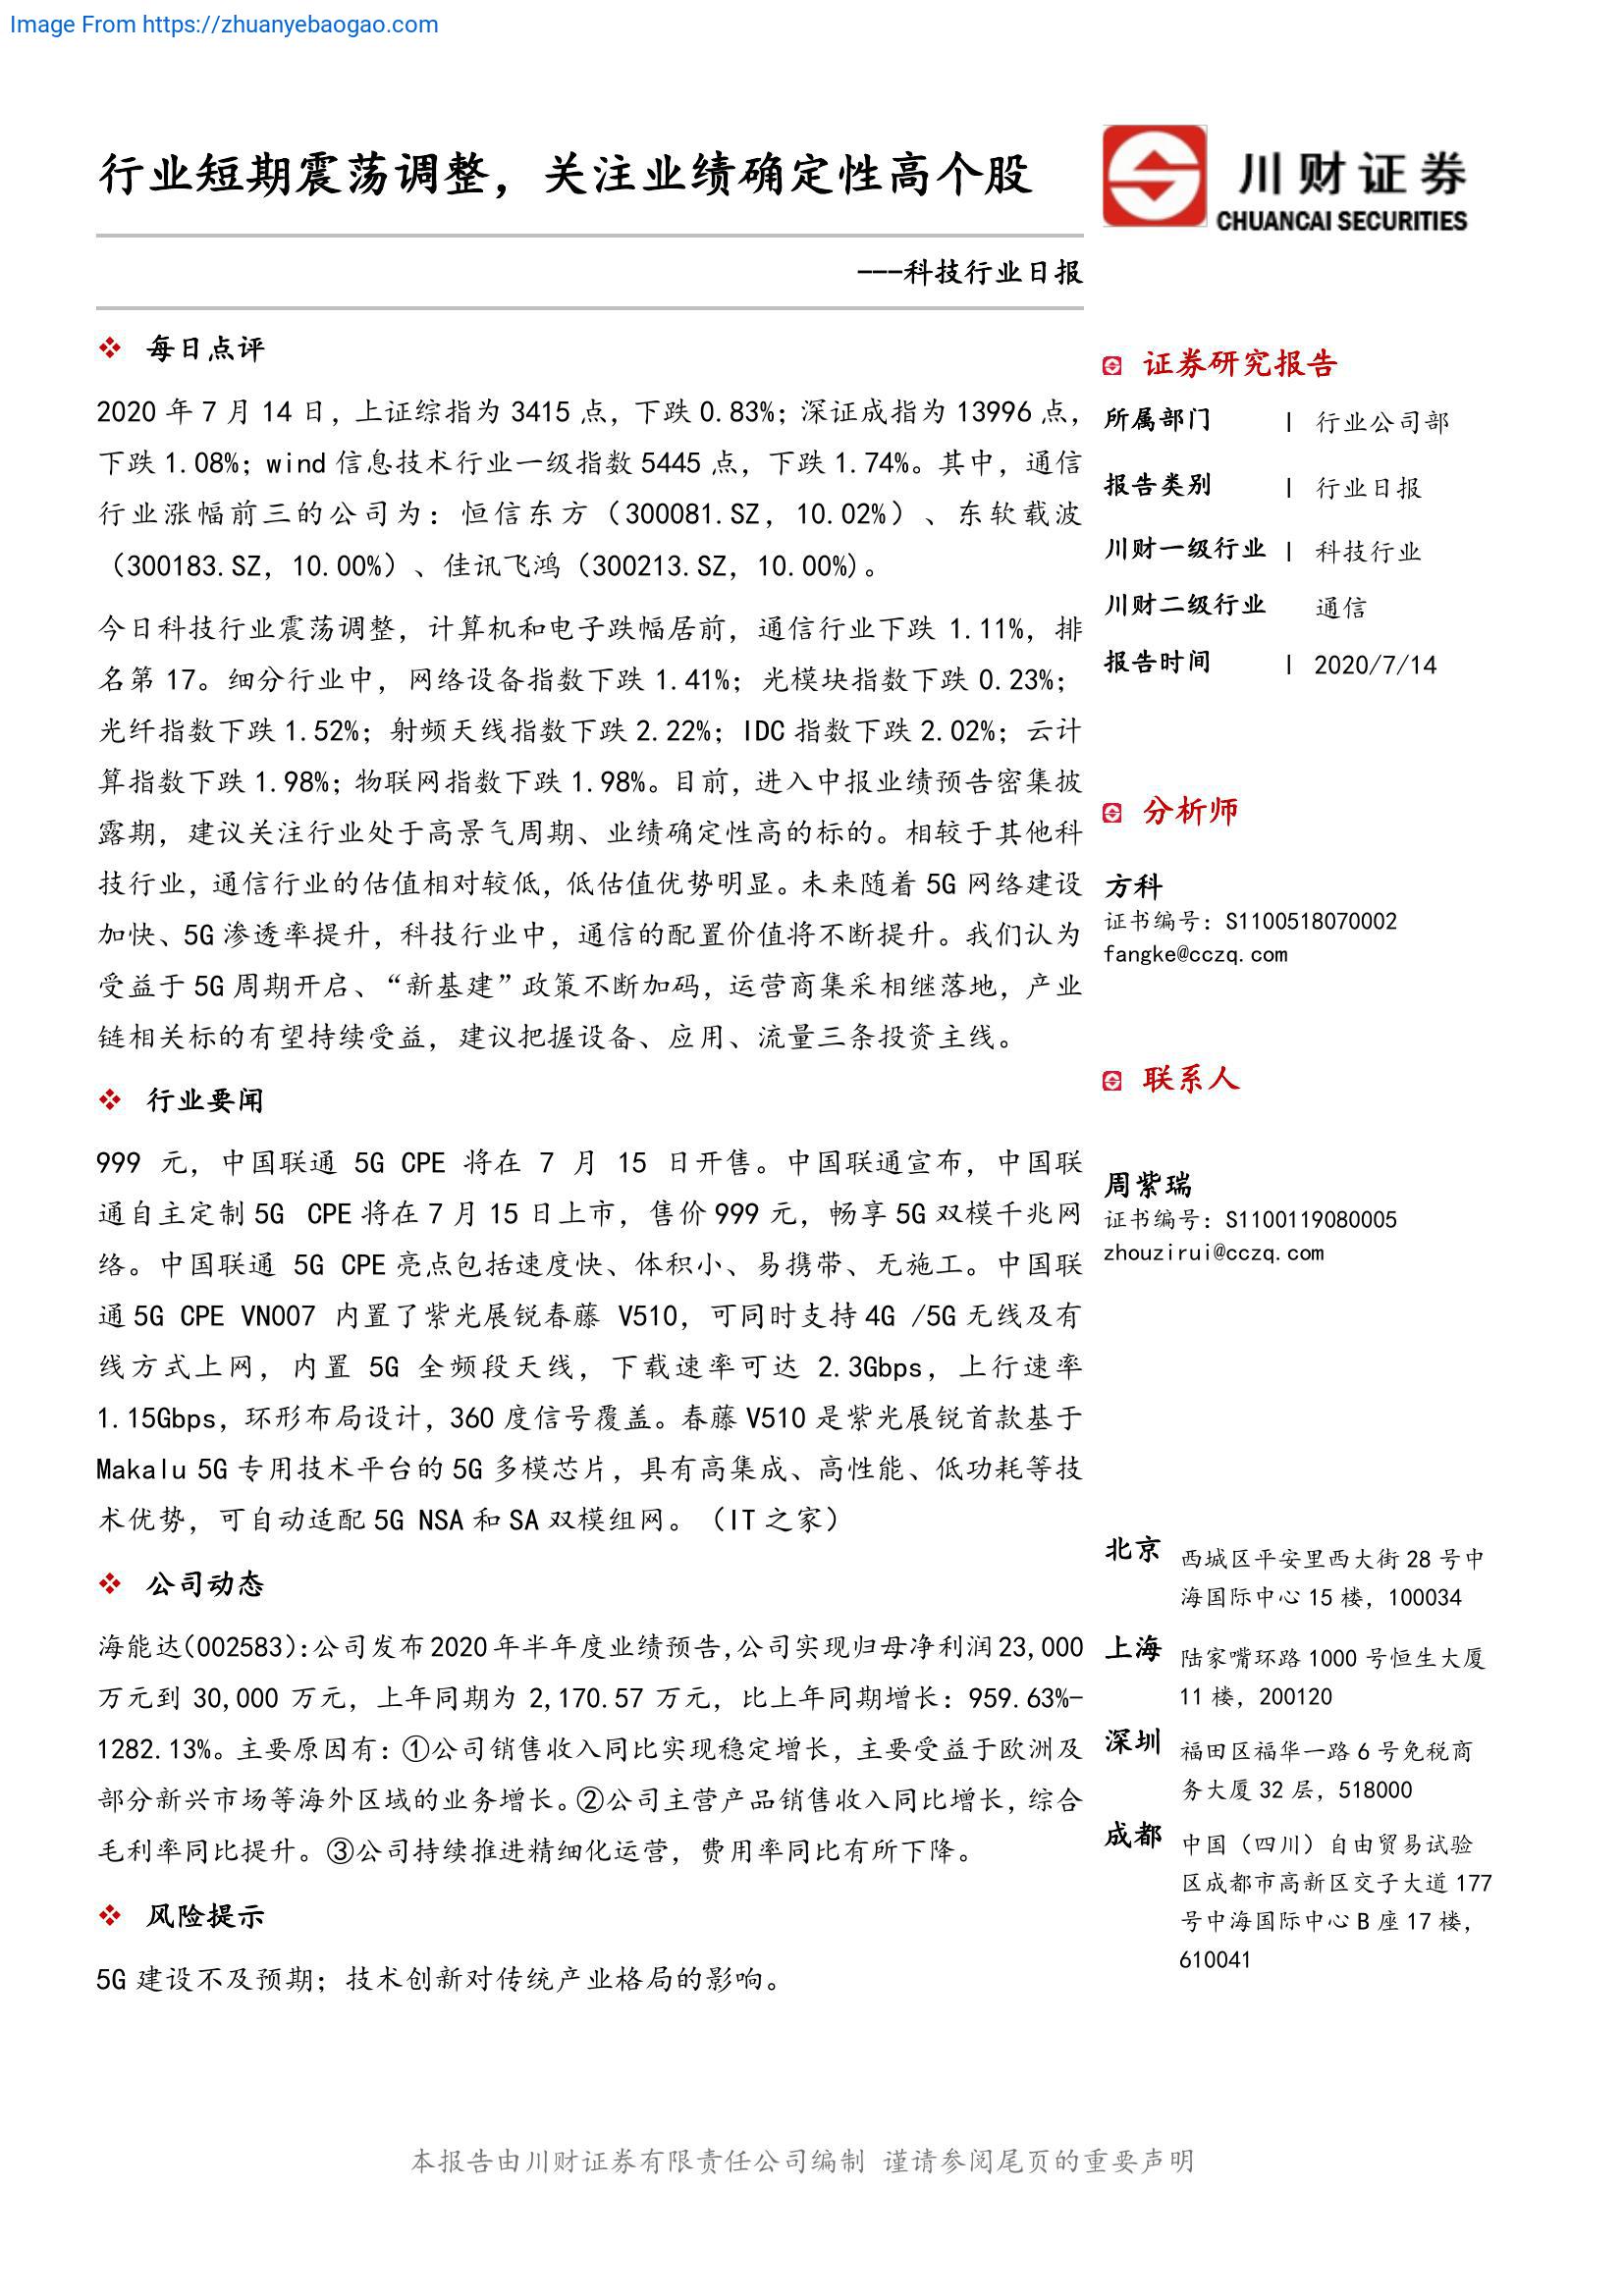 Image From https://zhuanyebaogao.com
行业短期震荡调整，关注业绩确定性高个股
---科技行业日报
川财证券
CHUANCAI SECURITIES
每日点评
2020 年 7 月 14 日，上证综指为 3415 点，下跌 0.83%；深证成指为 13996 点，
下跌 1.08%；wind 信息技术行业一级指数 5445 点，下跌 1.74%。其中，通信
行业涨幅前三的公司为：恒信东方（300081.SZ，10.02%）、东软载波
（300183.SZ，10.00%）、佳讯飞鸿（300213.SZ，10.00%）。
今日科技行业震荡调整，计算机和电子跌幅居前，通信行业下跌 1.11%，排
名第 17。细分行业中，网络设备指数下跌 1.41%；光模块指数下跌 0.23%；
光纤指数下跌 1.52%；射频天线指数下跌 2.22%；IDC 指数下跌 2.02%；云计
算指数下跌 1.98%；物联网指数下跌 1.98%。目前，进入中报业绩预告密集披
露期，建议关注行业处于高景气周期、业绩确定性高的标的。相较于其他科
技行业，通信行业的估值相对较低，低估值优势明显。未来随着 5G 网络建设
加快、5G 渗透率提升，科技行业中，通信的配置价值将不断提升。我们认为
受益于 5G 周期开启、“新基建”政策不断加码，运营商集采相继落地，产业
链相关标的有望持续受益，建议把握设备、应用、流量三条投资主线。
行业要闻
999 元，中国联通 5G CPE 将在 7 月 15 日开售。中国联通宣布，中国联
通自主定制 5G CPE 将在 7 月 15 日上市，售价 999 元，畅享 5G 双模千兆网
络。中国联通 5G CPE 亮点包括速度快、体积小、易携带、无施工。中国联
通 5G CPE VN007 内置了紫光展锐春藤 V510，可同时支持 4G /5G 无线及有
线方式上网，内置 5G 全频段天线，下载速率可达 2.3Gbps，上行速率
1.15Gbps，环形布局设计，360 度信号覆盖。春藤 V510 是紫光展锐首款基于
Makalu 5G 专用技术平台的 5G 多模芯片，具有高集成、高性能、低功耗等技
术优势，可自动适配 5G NSA 和 SA 双模组网。（IT 之家）
公司动态
海能达(002583)：公司发布 2020 年半年度业绩预告，公司实现归母净利润 23,000
万元到 30,000 万元，上年同期为 2,170.57 万元，比上年同期增长：959.63%-
1282.13%。主要原因有：①公司销售收入同比实现稳定增长，主要受益于欧洲及
部分新兴市场等海外区域的业务增长。②公司主营产品销售收入同比增长，综合
毛利率同比提升。③公司持续推进精细化运营，费用率同比有所下降。
风险提示
5G 建设不及预期；技术创新对传统产业格局的影响。
证券研究报告
所属部门 | 行业公司部
报告类别 | 行业日报
川财一级行业 | 科技行业
川财二级行业 通信
报告时间 | 2020/7/14
分析师
方科
证书编号：S1100518070002
fangke@cczq.com
联系人
周紫瑞
证书编号：S1100119080005
zhouzirui@cczq.com
北京 西城区平安里西大街 28 号中
海国际中心 15 楼，100034
上海 陆家嘴环路 1000 号恒生大厦
11 楼，200120
深圳 福田区福华一路 6 号免税商
务大厦 32 层，518000
成都 中国（四川）自由贸易试验
区成都市高新区交子大道 177
号中海国际中心 B 座 17 楼，
610041
本报告由川财证券有限责任公司编制 谨请参阅尾页的重要声明